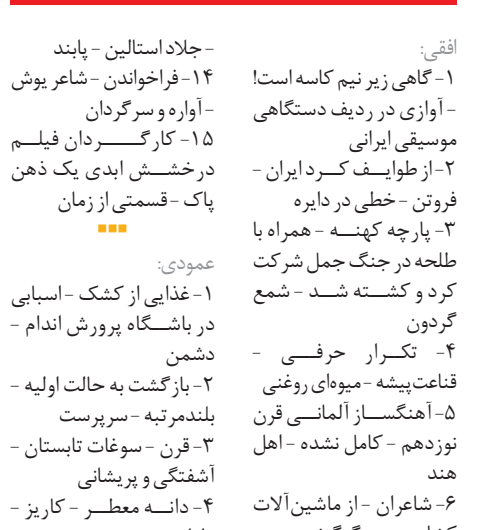 افقی:
۱- گاهی زیر نیم کاسه است!
- آوازی در ردیف دستگاهی
موسیقی ایرانی
۲- از طوایف کرد ایران -
فروتن - خطی در دایره
۳- پارچه کهنه - همراه با
طلحه در جنگ جمل شرکت
کرد و کشته شد - شمع
گردون
۴- تکرار حرفی -
قناعت‌پیشه - میوه‌ای روغنی
۵- آهنگساز آلمانی قرن
نوزدهم - کامل نشده - اهل
هند
۶- شاعران - از ماشین‌آلات
- جلاد استالین - پابند
۱۴- فراخواندن - شاعر یوش
- آواره و سرگردان
۱۵- کارگردان فیلم
درخشش ابدی یک ذهن
پاک - قسمتی از زمان
عمودی:
۱- غذایی از کشک - اسبابی
در باشگاه پرورش اندام -
دشمن
۲- بازگشت به حالت اولیه -
بلندمرتبه - سرپرست
۳- قرن - سوغات تابستان -
آشفتگی و پریشانی
۴- دانه معطر - کاریز -